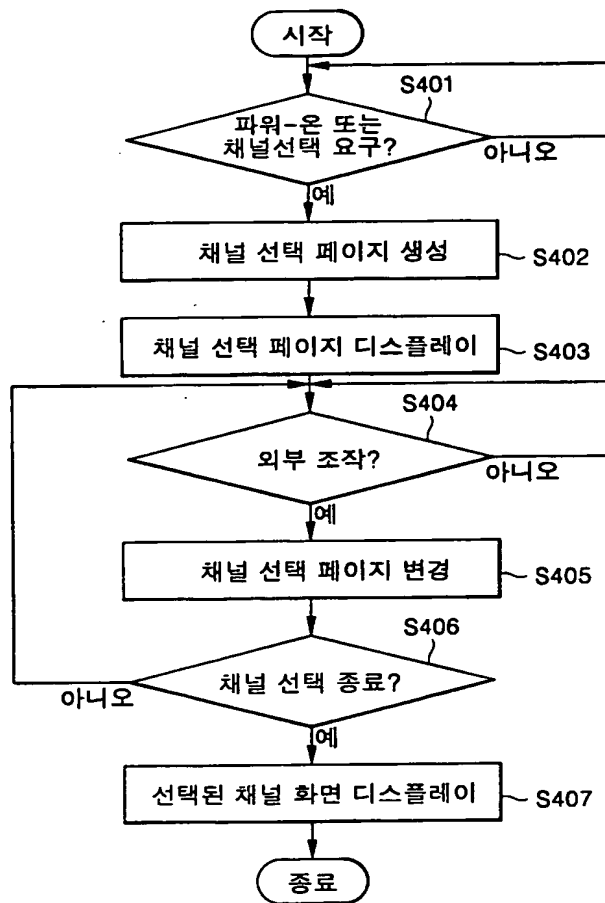 시작
S401
파워-온 또는
채널선택 요구?
아니오
예
채널 선택 페이지 생성
S402
채널 선택 페이지 디스플레이
S403
S404
외부 조작?
아니오
예
채널 선택 페이지 변경
S405
S406
채널 선택 종료?
아니오
예
선택된 채널 화면 디스플레이
S407
종료